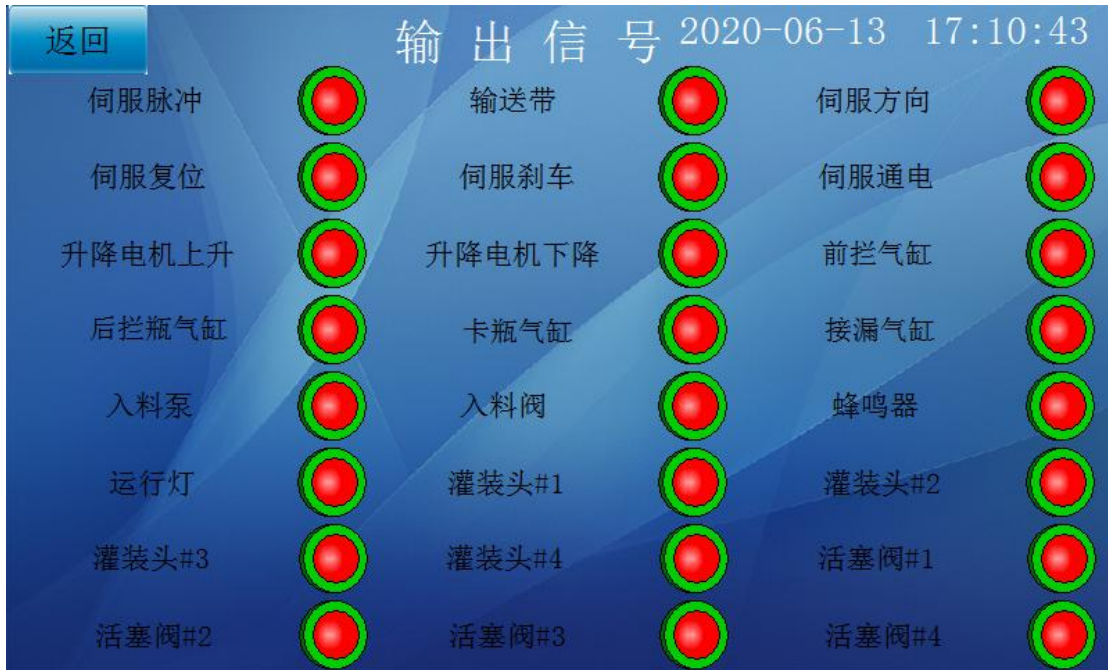 返回 输出信号 2020-06-13 17:10:43
伺服脉冲 输送带 伺服方向
伺服复位 伺服刹车 伺服通电
升降电机上升 升降电机下降 前拦气缸
后拦瓶气缸 卡瓶气缸 接漏气缸
入料泵 入料阀 蜂鸣器
运行灯 灌装头#1 灌装头#2
灌装头#3 灌装头#4 活塞阀#1
活塞阀#2 活塞阀#3 活塞阀#4